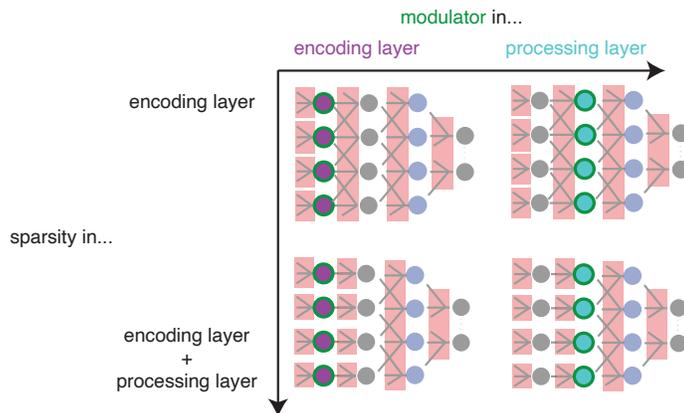 modulator in...
encoding layer
processing layer
encoding layer
sparsity in...
encoding layer
+
processing layer